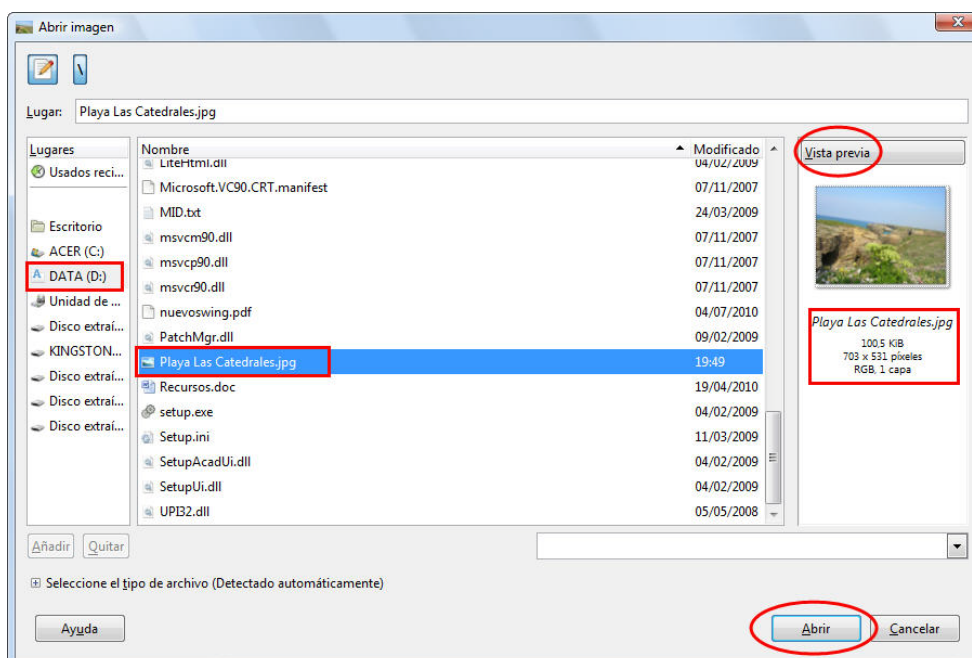 Abrir imagen
\
Lugar: Playa Las Catedrales.jpg
Lugares
Usados reci...
Escritorio
ACER (C:)
DATA (D:)
Unidad de ...
Disco extraí...
KINGSTON...
Disco extraí...
Disco extraí...
Disco extraí...
Nombre Modificado
LiteHtml.dll 04/02/2009
Microsoft.VC90.CRT.manifest 07/11/2007
MID.txt 24/03/2009
msvcm90.dll 07/11/2007
msvcp90.dll 07/11/2007
msvcr90.dll 07/11/2007
nuevoswing.pdf 04/07/2010
PatchMgr.dll 09/02/2009
Playa Las Catedrales.jpg 19:49
Recursos.doc 19/04/2010
setup.exe 04/02/2009
Setup.ini 11/03/2009
SetupAcadUi.dll 04/02/2009
SetupUi.dll 04/02/2009
UPI32.dll 05/05/2008
Vista previa
Playa Las Catedrales.jpg
100,5 KiB
703 x 531 píxeles
RGB, 1 capa
Añadir Quitar
Seleccione el tipo de archivo (Detectado automáticamente)
Ayuda Abrir Cancelar